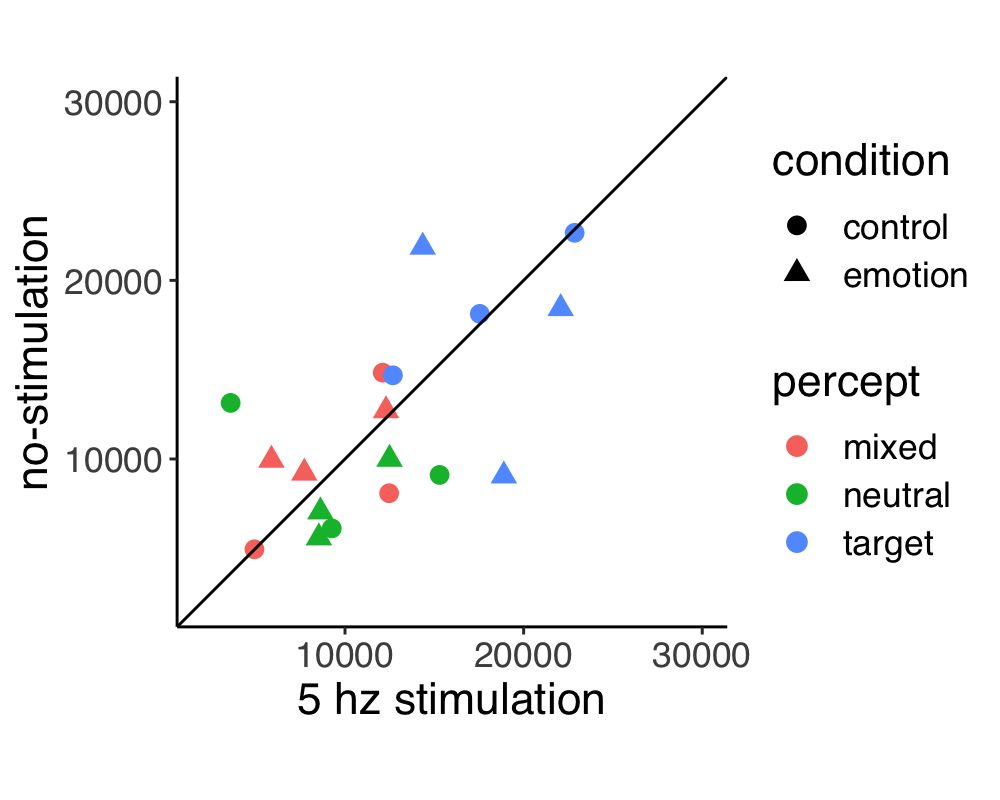 30000
20000
10000
no-stimulation
10000 20000 30000
5 hz stimulation
condition
control
emotion
percept
mixed
neutral
target